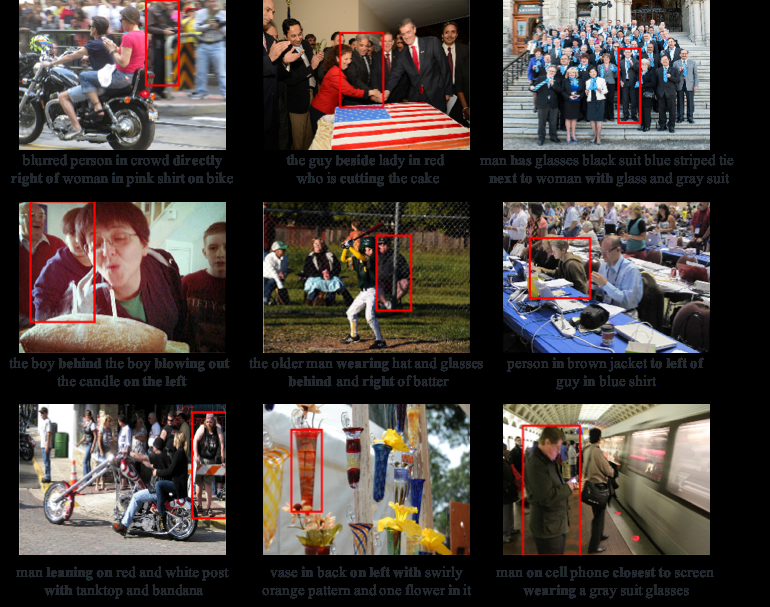 blurred person in crowd directly
right of woman in pink shirt on bike
the guy beside lady in red
who is cutting the cake
man has glasses black suit blue striped tie
next to woman with glass and gray suit
the boy behind the boy blowing out
the candle on the left
the older man wearing hat and glasses
behind and right of batter
person in brown jacket to left of
guy in blue shirt
man leaning on red and white post
with tanktop and bandana
vase in back on left with swirly
orange pattern and one flower in it
man on cell phone closest to screen
wearing a gray suit glasses